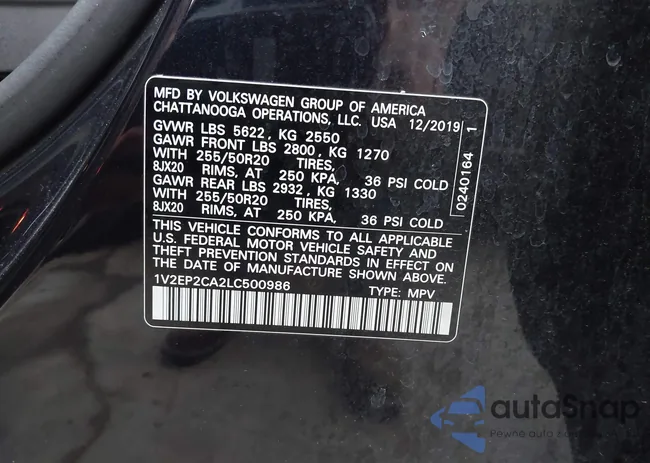 MFD BY VOLKSWAGEN GROUP OF AMERICA
CHATTANOOGA OPERATIONS, LLC. USA 12/2019
GVWR LBS 5622, KG 2550
GAWR FRONT LBS 2800, KG 1270
WITH 255/50R20 TIRES,
8JX20 RIMS, AT 250 KPA, 36 PSI COLD
GAWR REAR LBS 2932, KG 1330
WITH 255/50R20 TIRES,
8JX20 RIMS, AT 250 KPA, 36 PSI COLD
0240164 1
THIS VEHICLE CONFORMS TO ALL APPLICABLE
U.S. FEDERAL MOTOR VEHICLE SAFETY AND
THEFT PREVENTION STANDARDS IN EFFECT ON
THE DATE OF MANUFACTURE SHOWN ABOVE.
1V2EP2CA2LC500986 TYPE: MPV
autoSnap
Pewne auto